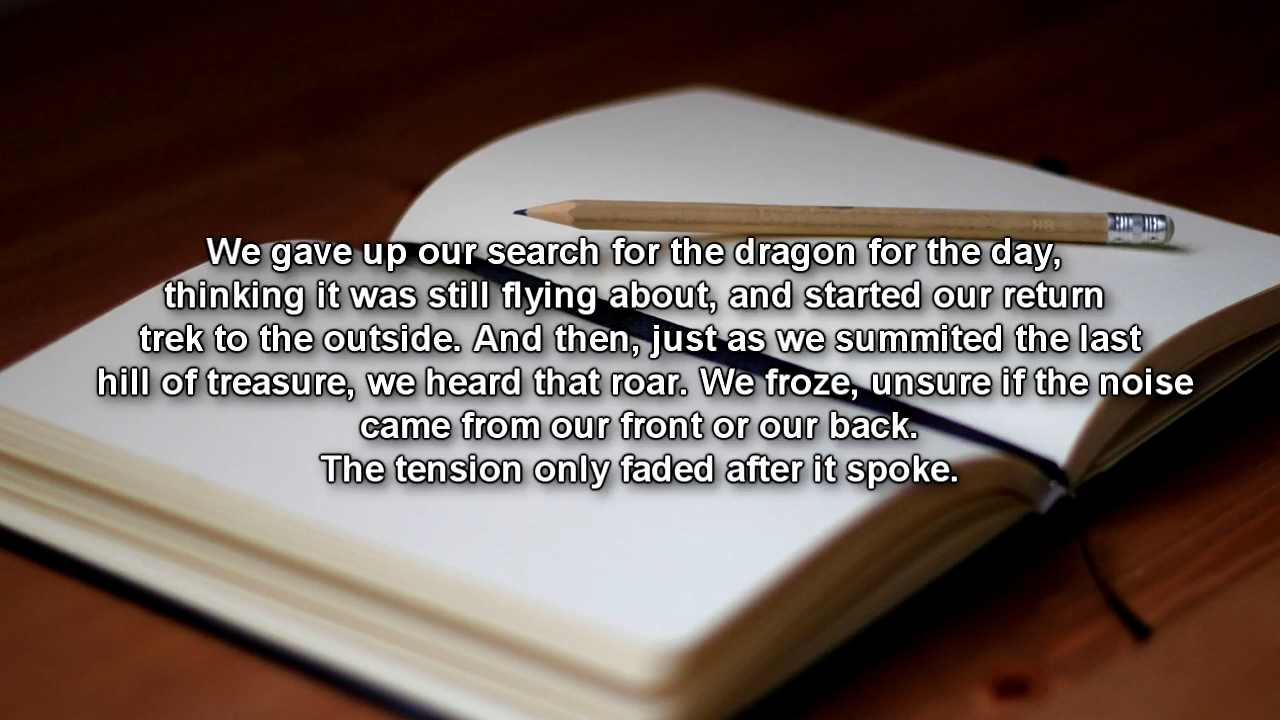 HB
We gave up our search for the dragon for the day,
thinking it was still flying about, and started our return
trek to the outside. And then, just as we summited the last
hill of treasure, we heard that roar. We froze, unsure if the noise
came from our front or our back.
The tension only faded after it spoke.